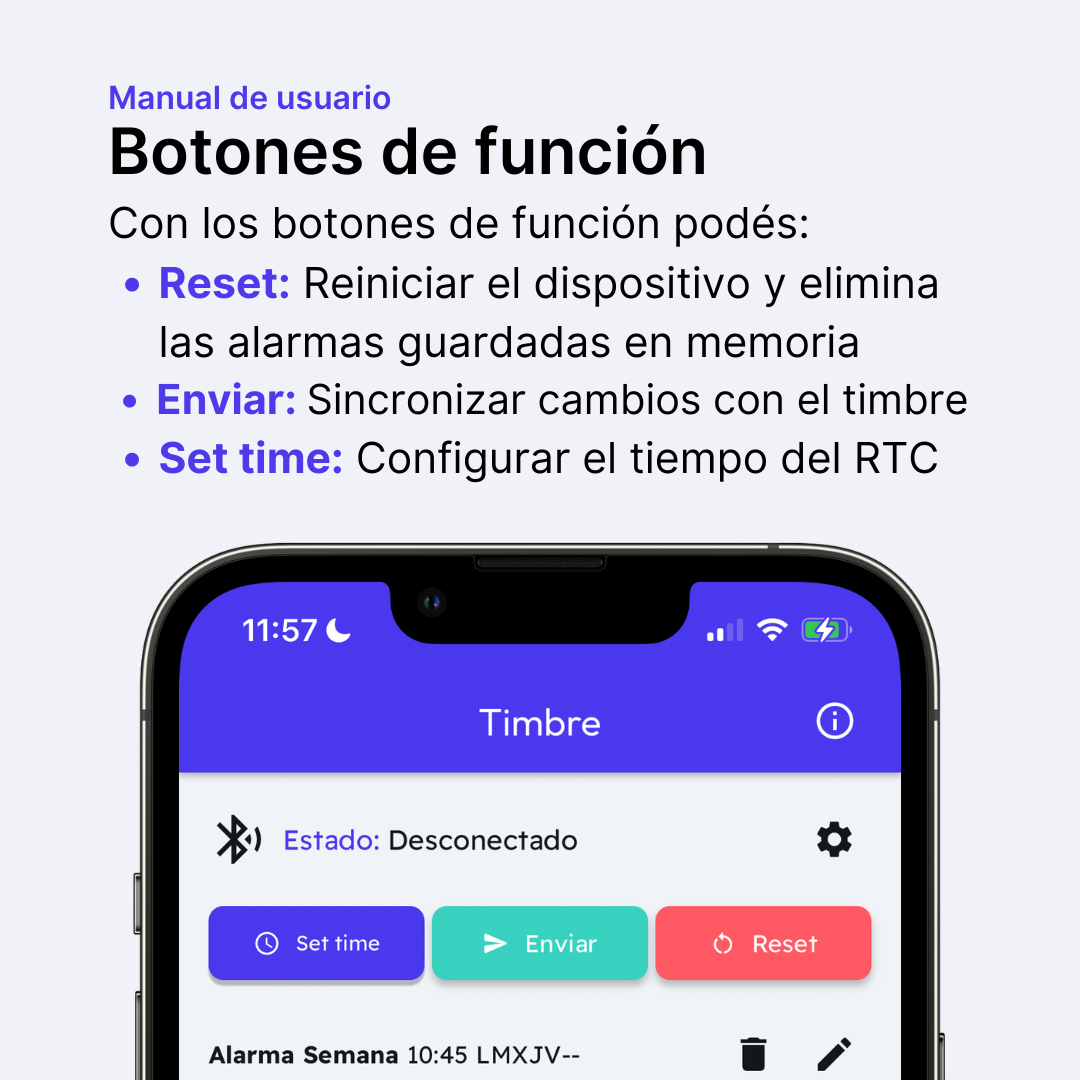 Manual de usuario
Botones de función
Con los botones de función podés:
• Reset: Reiniciar el dispositivo y elimina
las alarmas guardadas en memoria
• Enviar: Sincronizar cambios con el timbre
• Set time: Configurar el tiempo del RTC
11:57
Timbre
Estado: Desconectado
Set time Enviar Reset
Alarma Semana 10:45 LMXJV--